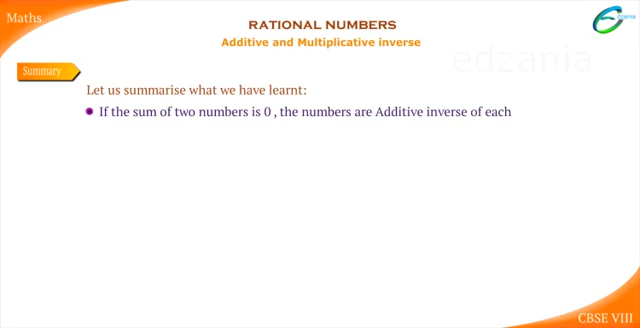 Maths
RATIONAL NUMBERS
edzania
Additive and Multiplicative inverse
edzania
Summary
Let us summarise what we have learnt:
If the sum of two numbers is 0 , the numbers are Additive inverse of each
CBSE VIII